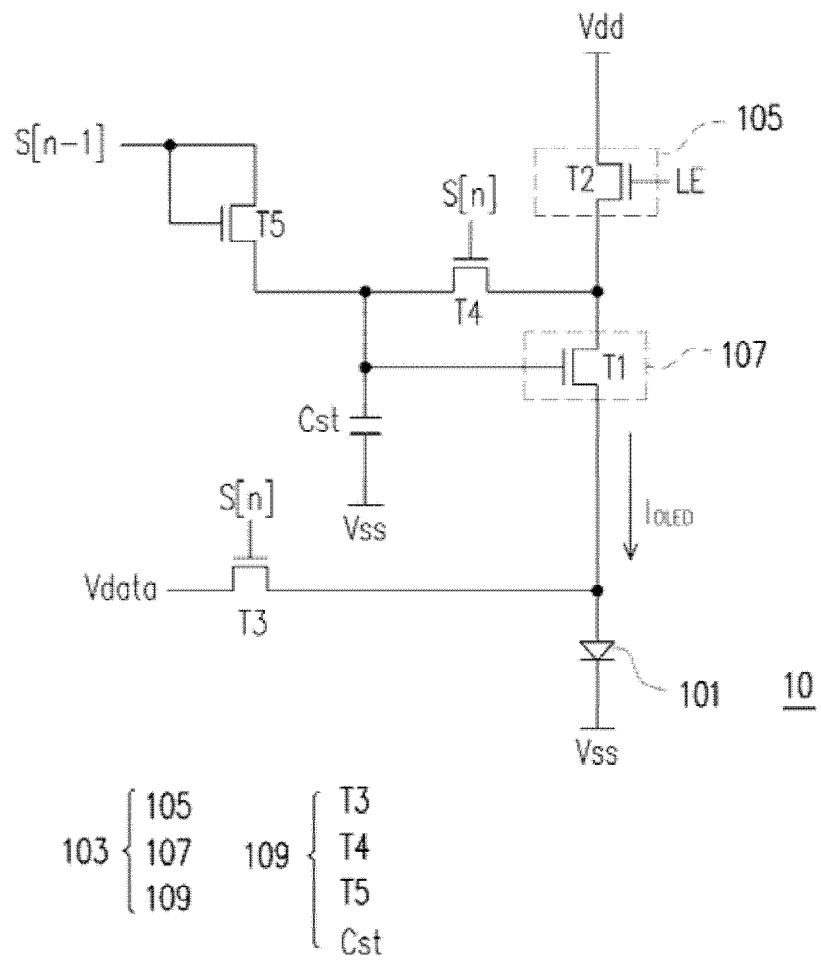 Vdd
105
S[n-1]
T2
LE
S[n]
T5
T4
T1
107
Cst
S[n]
Vss
IOLED
Vdata
T3
101
10
Vss
105
T3
103
107
109
T4
109
T5
Cst